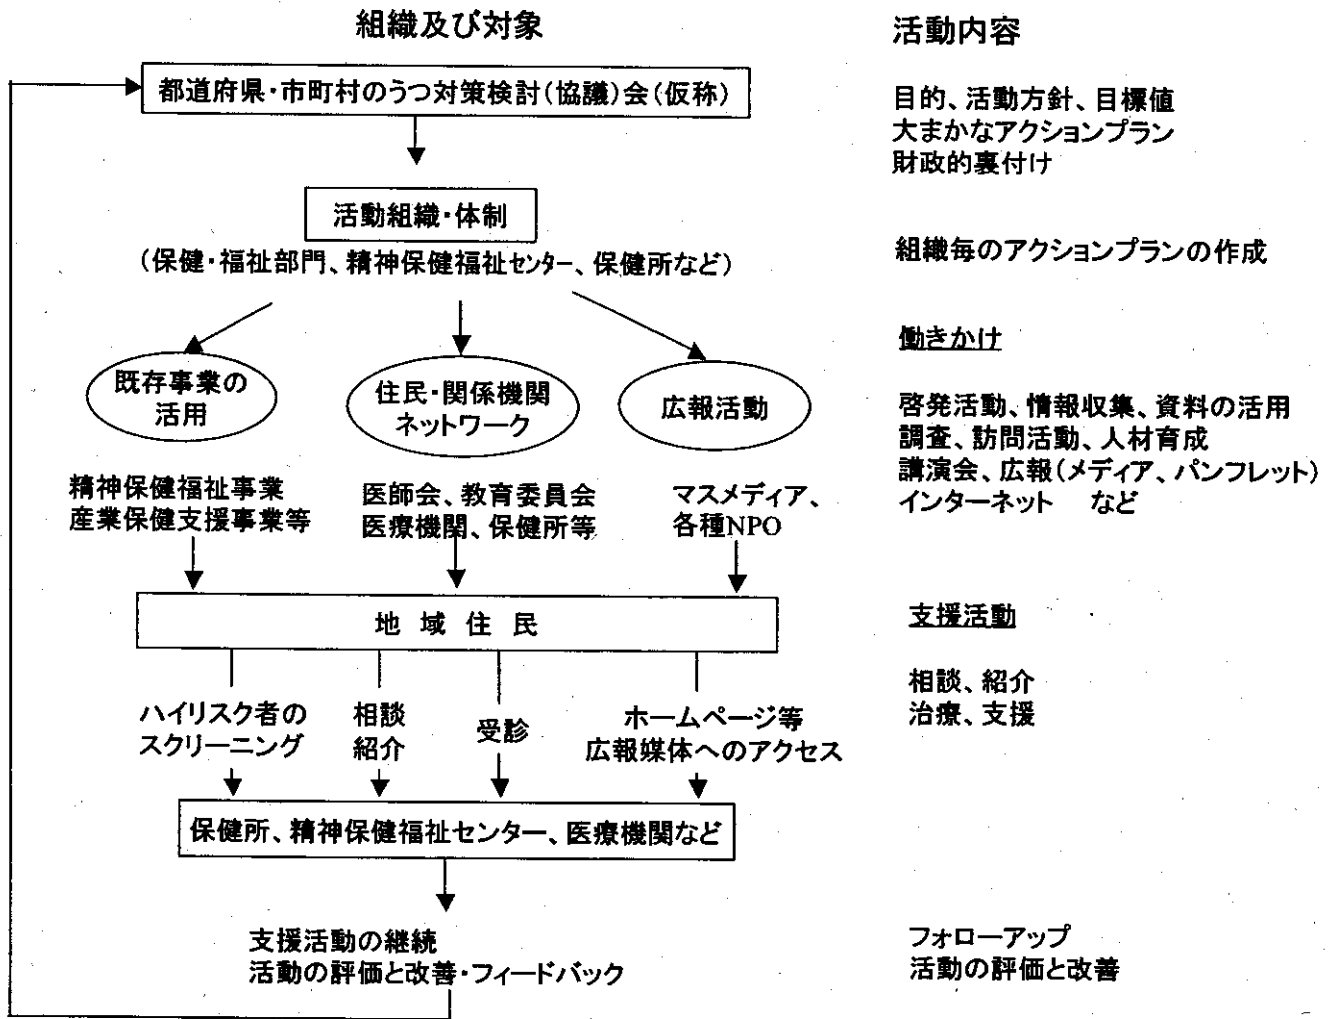 組織及び対象
活動内容
都道府県・市町村のうつ対策検討(協議)会(仮称)
目的、活動方針、目標値
大まかなアクションプラン
財政的裏付け
活動組織・体制
(保健・福祉部門、精神保健福祉センター、保健所など)
組織毎のアクションプランの作成
働きかけ
既存事業の
活用
住民・関係機関
ネットワーク
広報活動
啓発活動、情報収集、資料の活用
調査、訪問活動、人材育成
講演会、広報(メディア、パンフレット)
インターネット など
精神保健福祉事業
産業保健支援事業等
医師会、教育委員会
医療機関、保健所等
マスメディア、
各種NPO
地 域 住 民
支援活動
相談、紹介
治療、支援
ハイリスク者の
スクリーニング
相談
紹介
受診
ホームページ等
広報媒体へのアクセス
保健所、精神保健福祉センター、医療機関など
支援活動の継続
活動の評価と改善・フィードバック
フォローアップ
活動の評価と改善